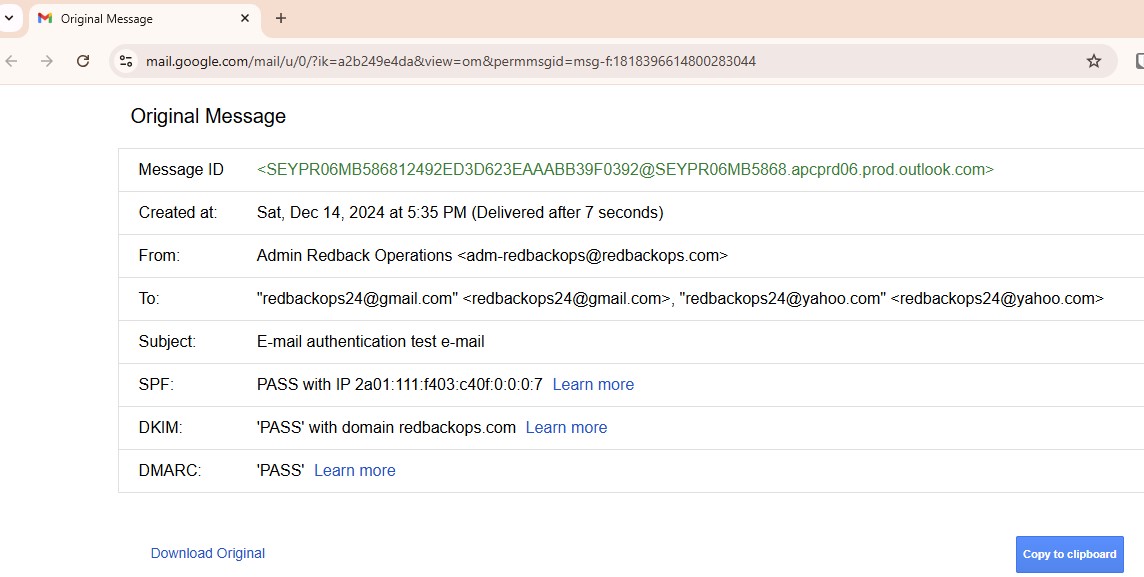 Original Message
mail.google.com/mail/u/0/?ik=a2b249e4da&view=om&permmsgid=msg-f:1818396614800283044
Original Message
Message ID <SEYPR06MB586812492ED3D623EAAABB39F0392@SEYPR06MB5868.apcprd06.prod.outlook.com>
Created at: Sat, Dec 14, 2024 at 5:35 PM (Delivered after 7 seconds)
From: Admin Redback Operations <adm-redbackops@redbackops.com>
To: "redbackops24@gmail.com" <redbackops24@gmail.com>, "redbackops24@yahoo.com" <redbackops24@yahoo.com>
Subject: E-mail authentication test e-mail
SPF: PASS with IP 2a01:111:f403:c40f:0:0:0:7 Learn more
DKIM: 'PASS' with domain redbackops.com Learn more
DMARC: 'PASS' Learn more
Download Original Copy to clipboard